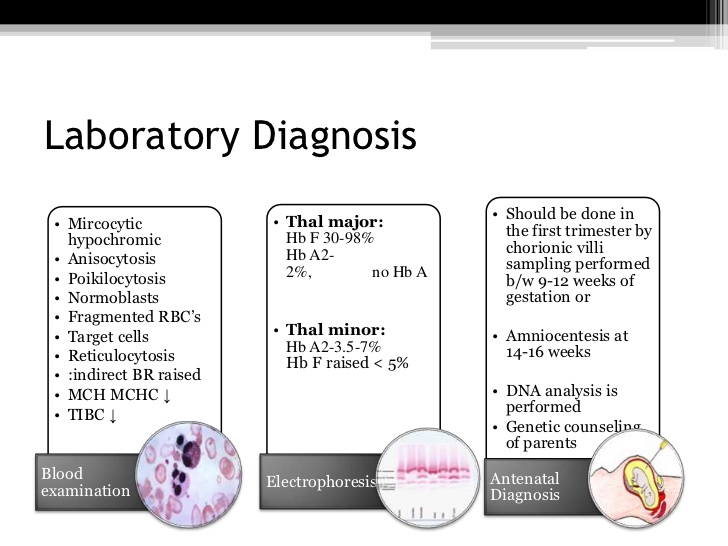 Laboratory Diagnosis
• Mircocytic
hypochromic
• Anisocytosis
• Poikilocytosis
• Normoblasts
• Fragmented RBC’s
• Target cells
• Reticulocytosis
• :indirect BR raised
• MCH MCHC ↓
• TIBC ↓
Blood
examination
• Thal major:
Hb F 30-98%
Hb A2-
2%, no Hb A
• Thal minor:
Hb A2-3.5-7%
Hb F raised < 5%
Electrophoresis
• Should be done in
the first trimester by
chorionic villi
sampling performed
b/w 9-12 weeks of
gestation or
• Amniocentesis at
14-16 weeks
• DNA analysis is
performed
• Genetic counseling
of parents
Antenatal
Diagnosis